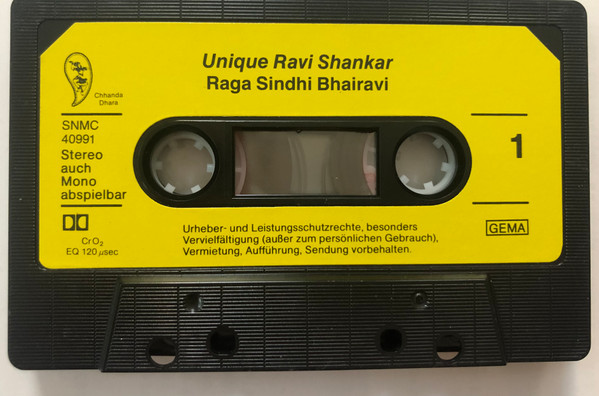 Unique Ravi Shankar
Raga Sindhi Bhairavi
Chhanda
Dhara
SNMC
40991
Stereo
auch
Mono
abspielbar
1
CrO₂
EQ 120 µsec
Urheber- und Leistungsschutzrechte, besonders
Vervielfältigung (außer zum persönlichen Gebrauch),
Vermietung, Aufführung, Sendung vorbehalten.
GEMA